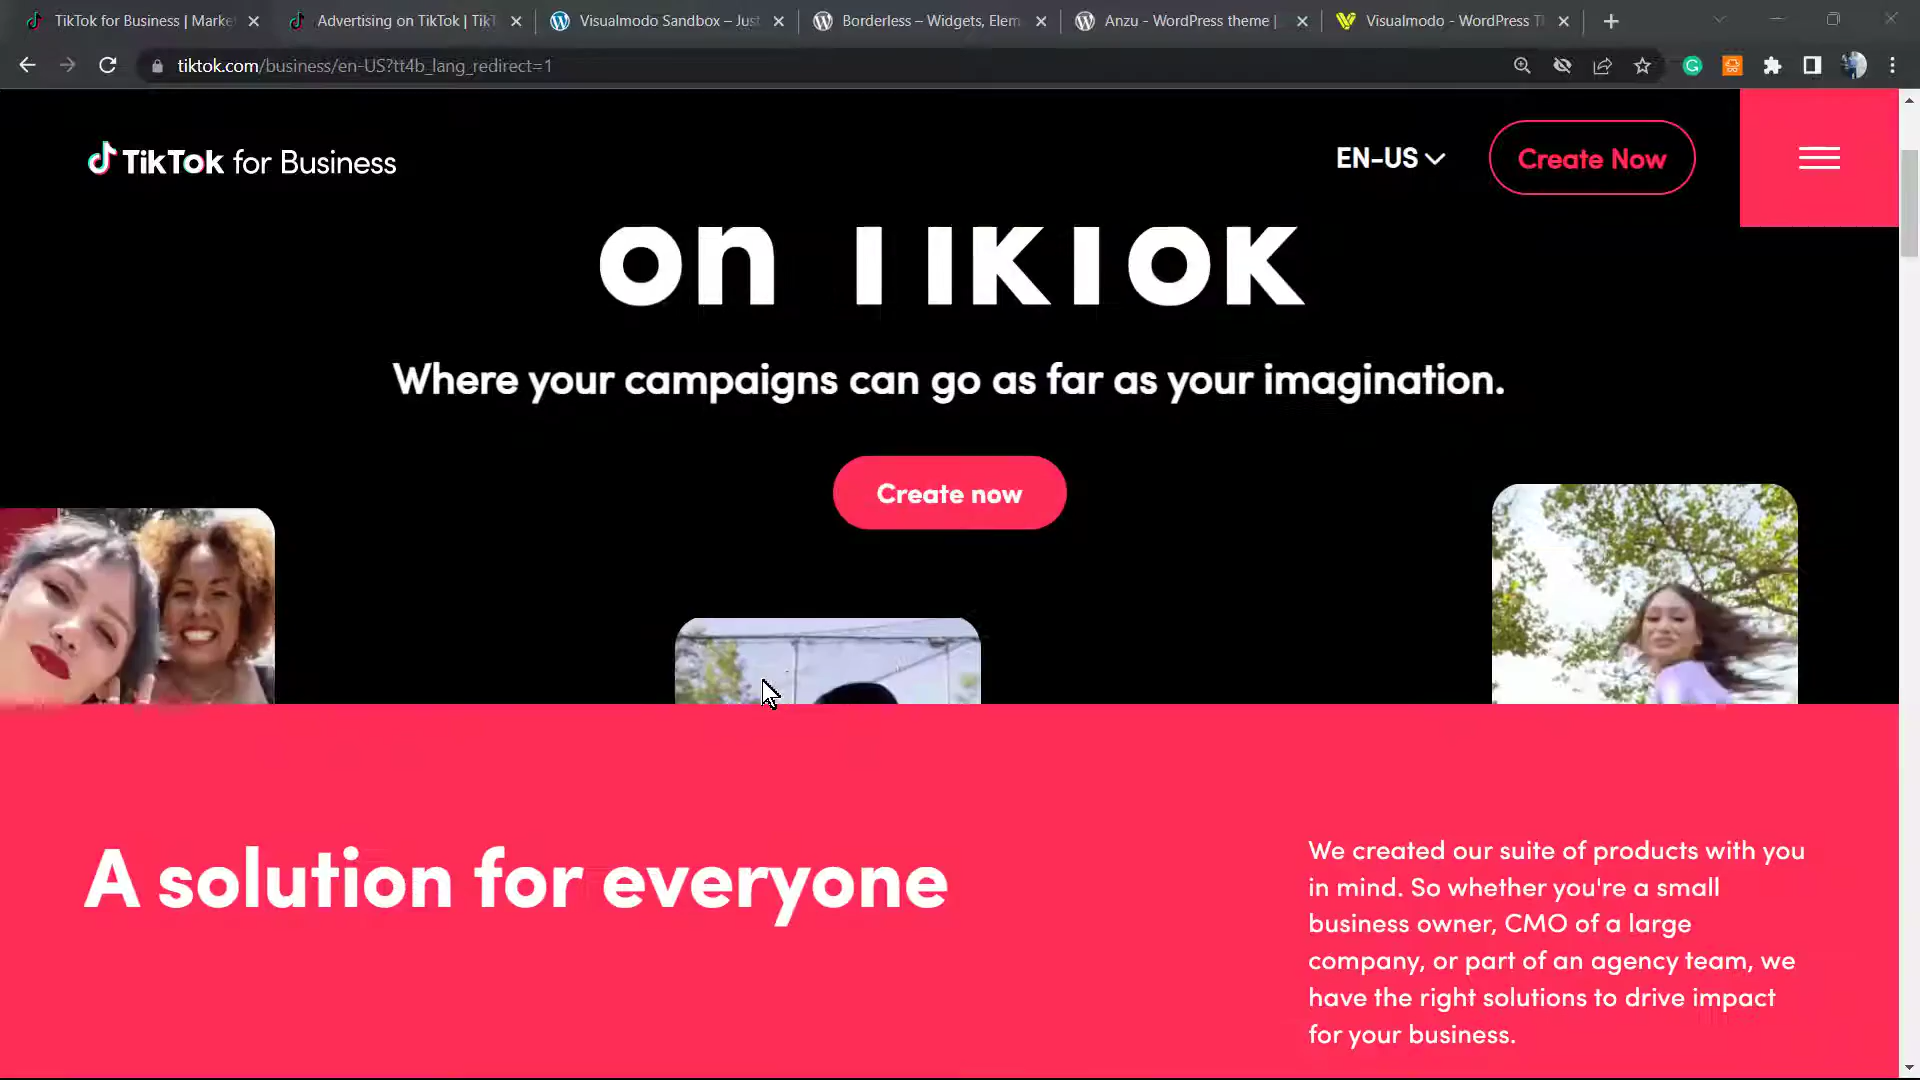 TikTok for Business | Marke
Advertising on TikTok | TikT
Visualmodo Sandbox – Just
Borderless – Widgets, Elem
Anzu - WordPress theme |
Visualmodo - WordPress T
tiktok.com/business/en-US?tt4b_lang_redirect=1
TikTok for Business
EN-US
Create Now
on TikTok
Where your campaigns can go as far as your imagination.
Create now
A solution for everyone
We created our suite of products with you
in mind. So whether you're a small
business owner, CMO of a large
company, or part of an agency team, we
have the right solutions to drive impact
for your business.